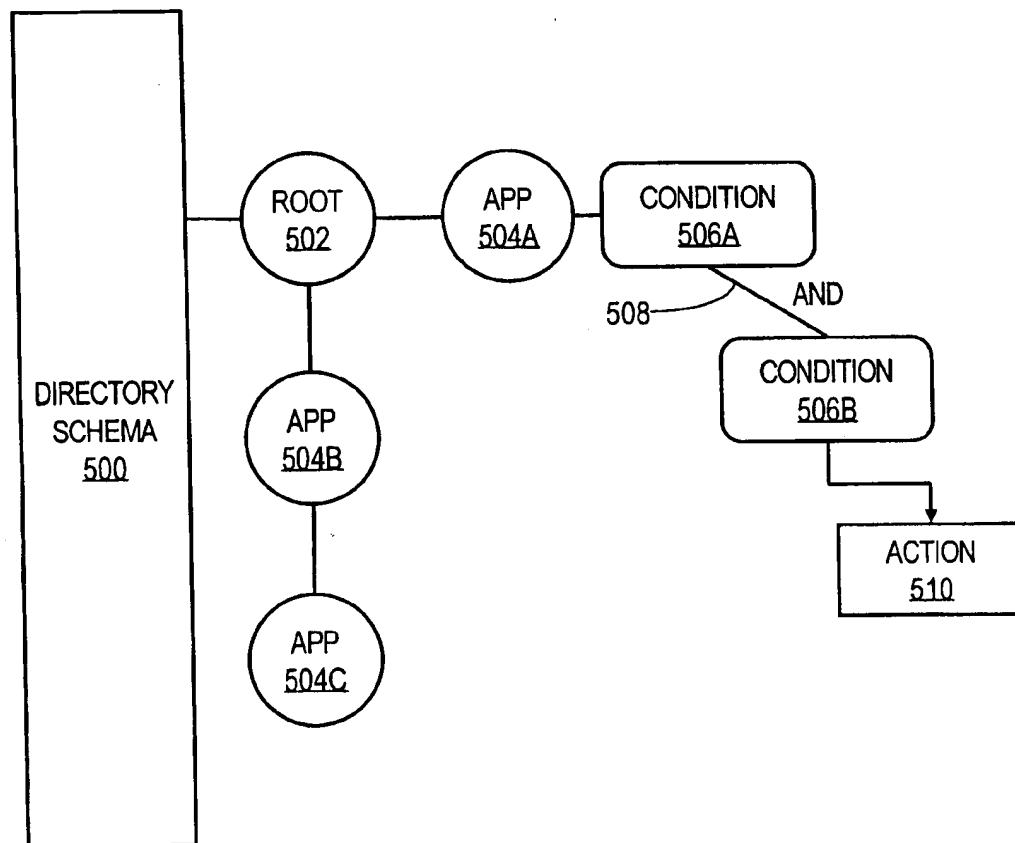 ROOT
502
APP
504A
CONDITION
506A
508
AND
DIRECTORY
SCHEMA
500
APP
504B
CONDITION
506B
ACTION
510
APP
504C